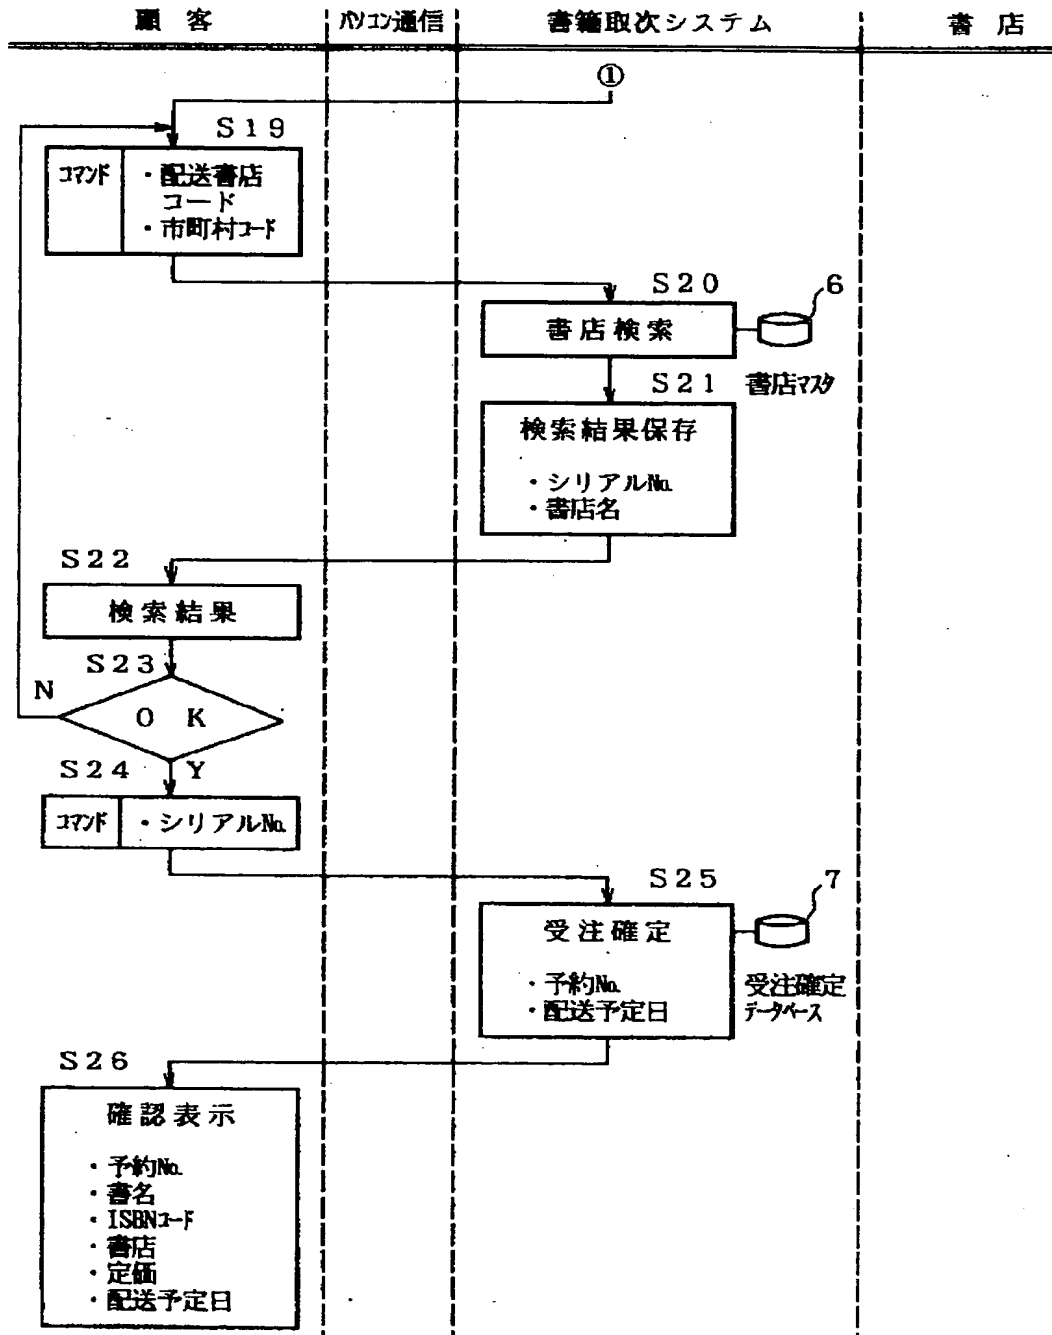 顧客 パソコン通信 書籍取次システム 書店
①
S19
コマンド ・配送書店
コード
・市町村コード
S20 6
書店検索
S21 書店マスタ
検索結果保存
・シリアル№
・書店名
S22
検索結果
S23
N
OK
S24 Y
コマンド ・シリアル№
S25 7
受注確定
・予約№ 受注確定
・配送予定日 データベース
S26
確認表示
・予約№
・書名
・ISBNコード
・書店
・定価
・配送予定日